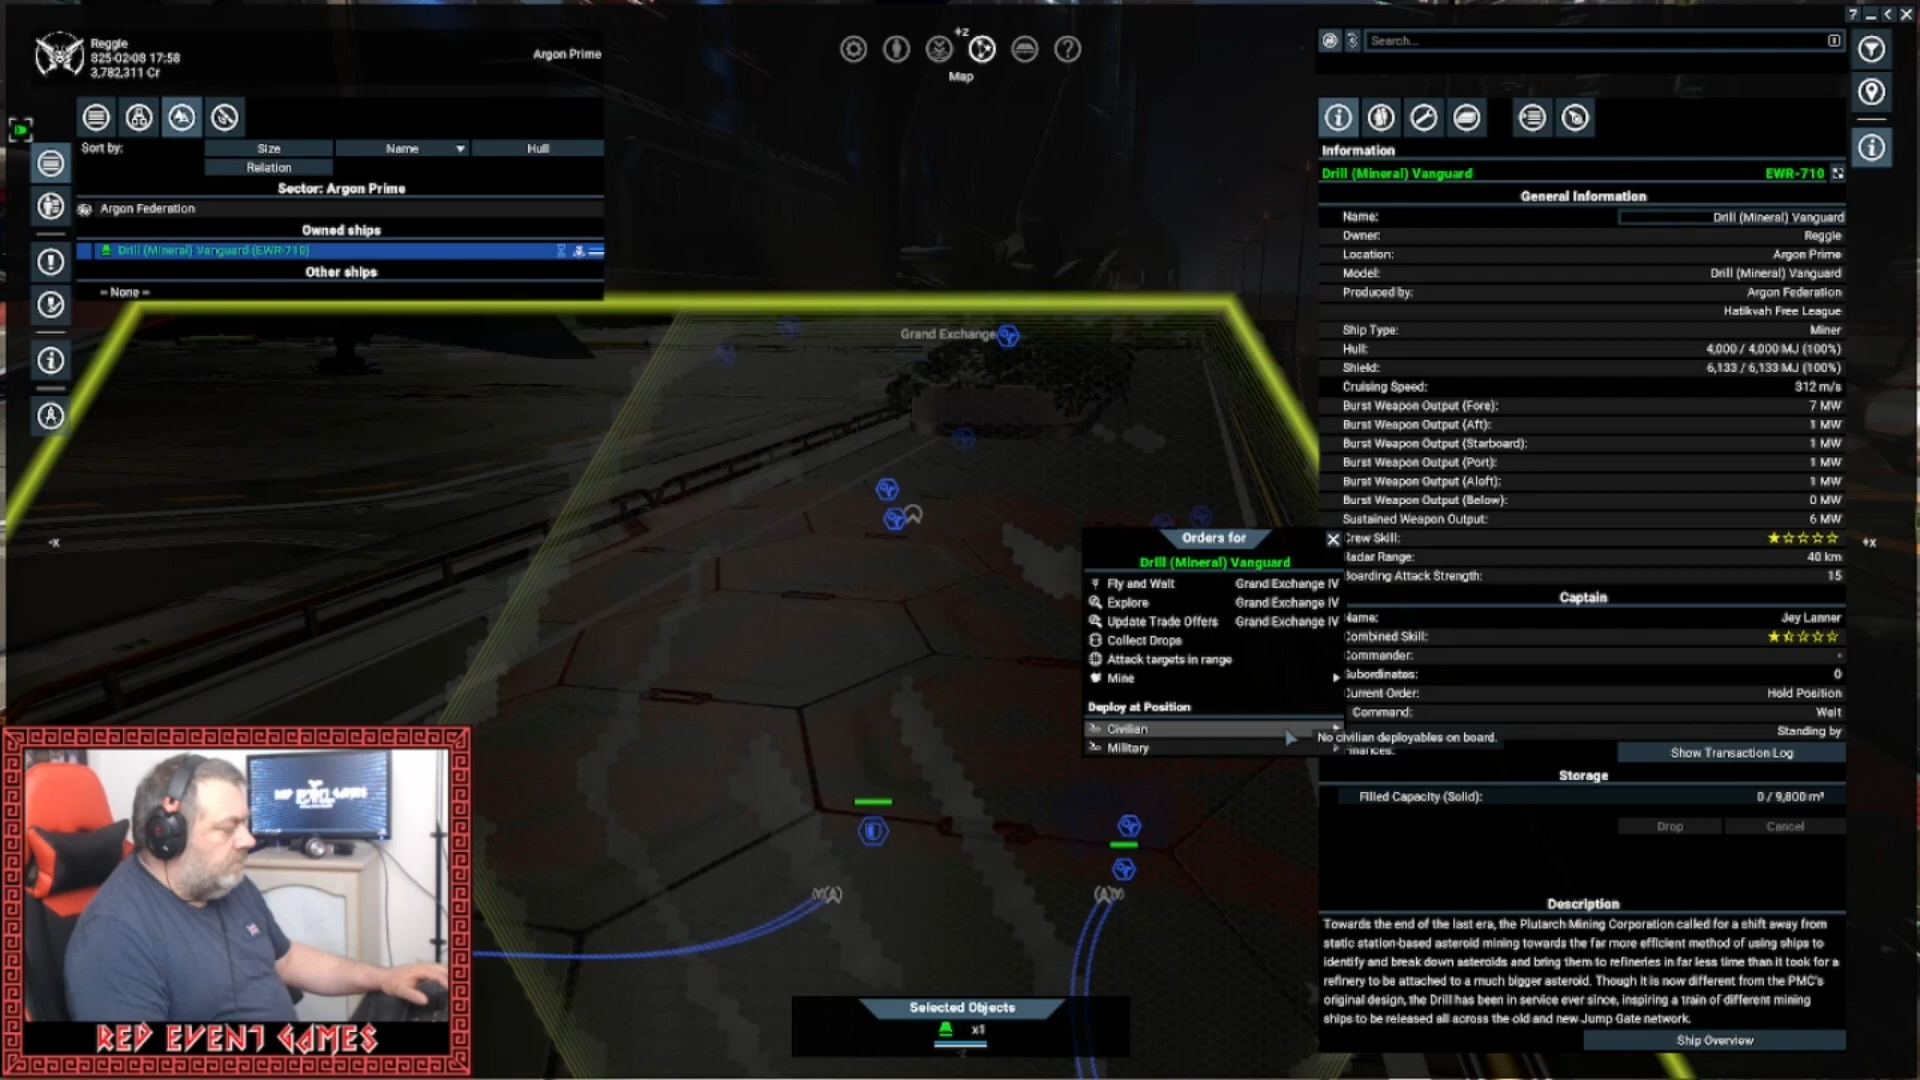 Reggie
825-02-08 17:58
3,782,311 Cr
Argon Prime
+z
Map
Search...
Sort by:
Size
Name
Hull
Relation
Sector: Argon Prime
Argon Federation
Owned ships
Drill (Mineral) Vanguard (EWR-710)
Other ships
-- None --
Grand Exchange
-x
+x
Orders for
Drill (Mineral) Vanguard
Fly and Wait Grand Exchange IV
Explore Grand Exchange IV
Update Trade Offers Grand Exchange IV
Collect Drops
Attack targets in range
Mine
Deploy at Position
Civilian
Military
No civilian deployables on board.
Information
Drill (Mineral) Vanguard EWR-710
General Information
Name: Drill (Mineral) Vanguard
Owner: Reggie
Location: Argon Prime
Model: Drill (Mineral) Vanguard
Produced by: Argon Federation
Hatikvah Free League
Ship Type: Miner
Hull: 4,000 / 4,000 MJ (100%)
Shield: 6,133 / 6,133 MJ (100%)
Cruising Speed: 312 m/s
Burst Weapon Output (Fore): 7 MW
Burst Weapon Output (Aft): 1 MW
Burst Weapon Output (Starboard): 1 MW
Burst Weapon Output (Port): 1 MW
Burst Weapon Output (Aloft): 1 MW
Burst Weapon Output (Below): 0 MW
Sustained Weapon Output: 6 MW
Crew Skill:
Radar Range: 40 km
Boarding Attack Strength: 15
Captain
Name: Jey Lanner
Combined Skill:
Commander: -
Subordinates: 0
Current Order: Hold Position
Command: Wait
Standing by
Finances:
Show Transaction Log
Storage
Filled Capacity (Solid): 0 / 9,800 m³
Drop
Cancel
Description
Towards the end of the last era, the Plutarch Mining Corporation called for a shift away from
static station-based asteroid mining towards the far more efficient method of using ships to
identify and break down asteroids and bring them to refineries in far less time than it took for a
refinery to be attached to a much bigger asteroid. Though it is now different from the PMC's
original design, the Drill has been in service ever since, inspiring a train of different mining
ships to be released all across the old and new Jump Gate network.
Ship Overview
Selected Objects
x1
-z
RED EVENT GAMES
RED EVENT GAMES